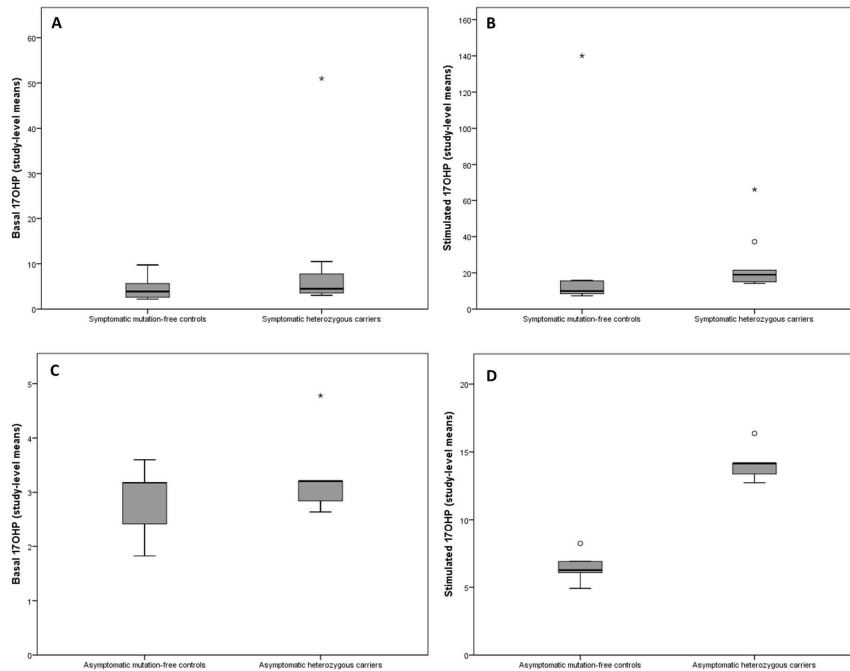 A
Basal 17OHP (study-level means)
60
50
40
30
20
10
0
Symptomatic mutation-free controls
Symptomatic heterozygous carriers
B
Stimulated 17OHP (study-level means)
160
140
120
100
80
60
40
20
0
Symptomatic mutation-free controls
Symptomatic heterozygous carriers
C
Basal 17OHP (study-level means)
5
4
3
2
1
0
Asymptomatic mutation-free controls
Asymptomatic heterozygous carriers
D
Stimulated 17OHP (study-level means)
20
15
10
5
0
Asymptomatic mutation-free controls
Asymptomatic heterozygous carriers